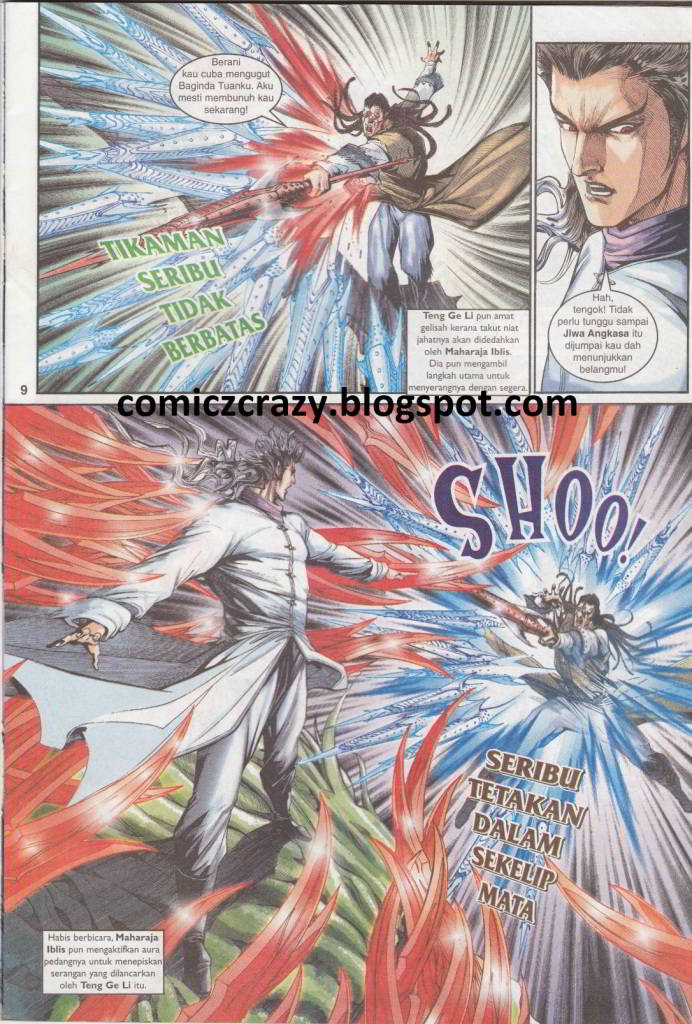 Berani
kau cuba mengugut
Baginda Tuanku. Aku
mesti membunuh kau
sekarang!
TIKAMAN
SERIBU
TIDAK
BERBATAS
Teng Ge Li pun amat
gelisah kerana takut niat
jahatnya akan didedahkan
oleh Maharaja Iblis.
Dia pun mengambil
langkah utama untuk
menyerangnya dengan segera.
Hah,
tengok! Tidak
perlu tunggu sampai
Jiwa Angkasa itu
dijumpai kau dah
menunjukkan
belangmu!
9
comiczcrazy.blogspot.com
SHOO!
SERIBU
TETAKAN
DALAM
SEKELIP
MATA
Habis berbicara, Maharaja
Iblis pun mengaktifkan aura
pedangnya untuk menepiskan
serangan yang dilancarkan
oleh Teng Ge Li itu.